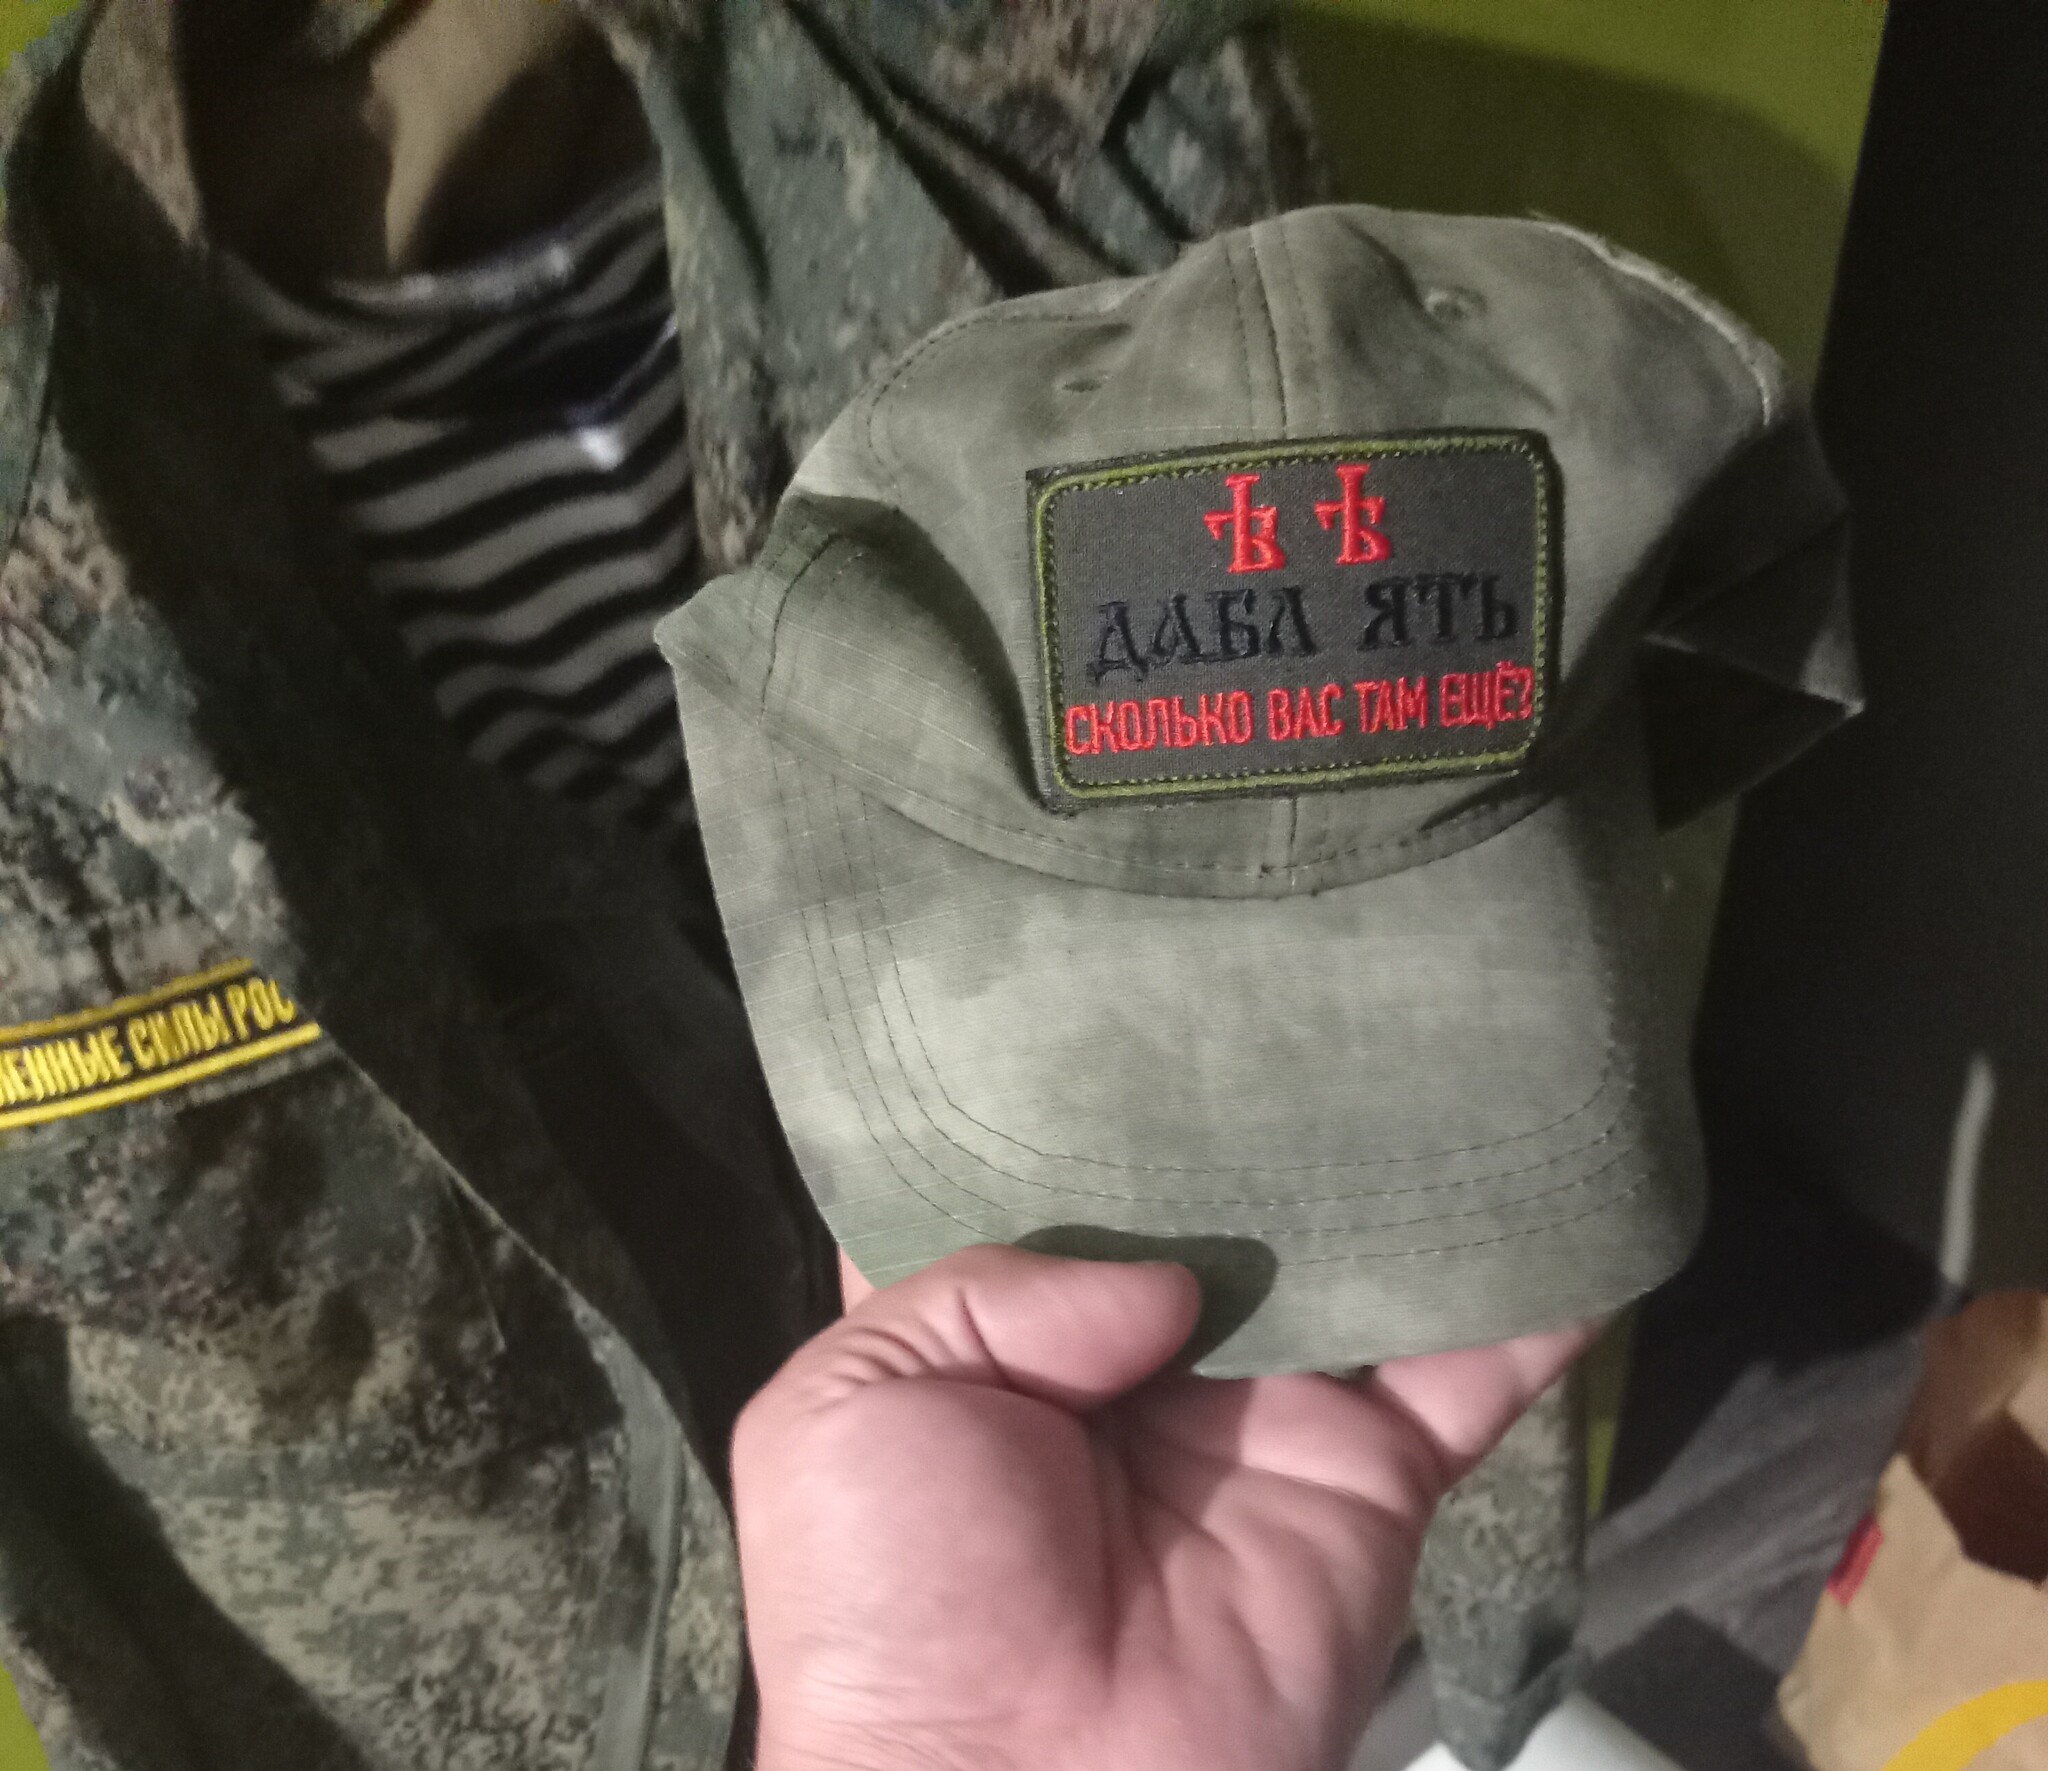 Ѣ Ѣ
ДАБЛ ЯТЬ
СКОЛЬКО ВАС ТАМ ЕЩЁ?
СИЛЫ